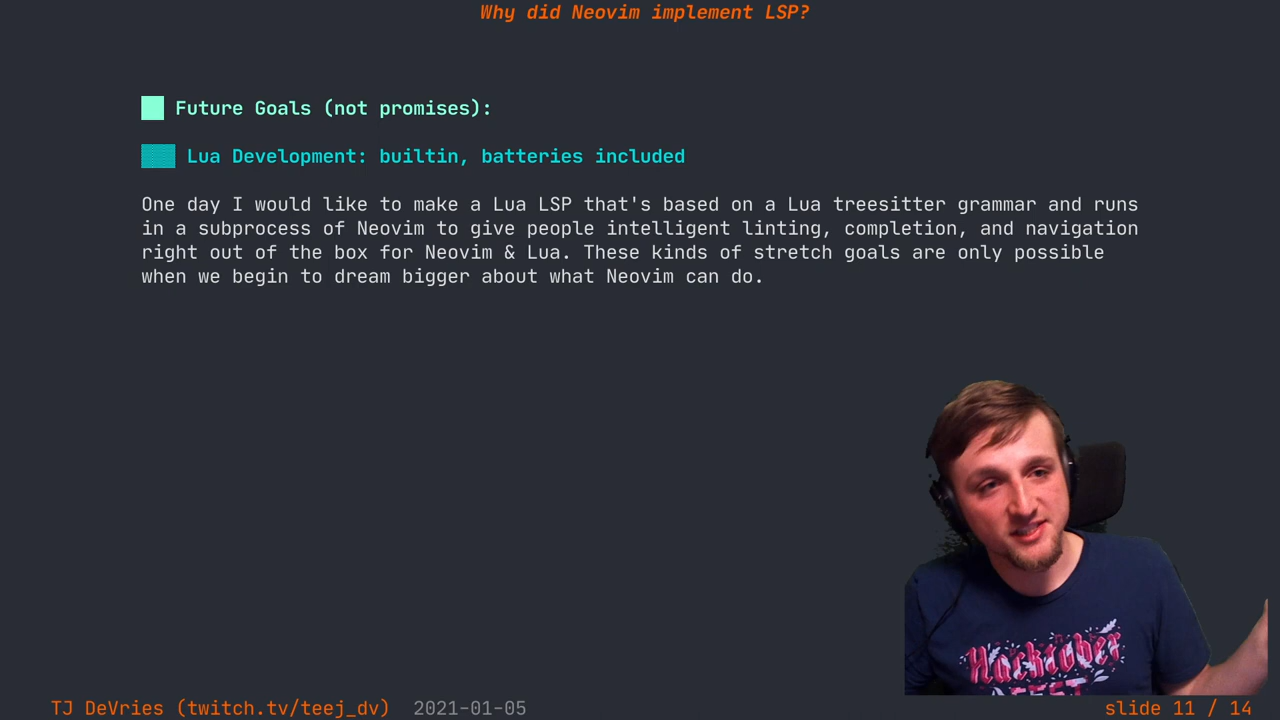 Why did Neovim implement LSP?
Future Goals (not promises):
Lua Development: builtin, batteries included
One day I would like to make a Lua LSP that's based on a Lua treesitter grammar and runs
in a subprocess of Neovim to give people intelligent linting, completion, and navigation
right out of the box for Neovim & Lua. These kinds of stretch goals are only possible
when we begin to dream bigger about what Neovim can do.
Hacktober
FEST
TJ DeVries (twitch.tv/teej_dv) 2021-01-05
slide 11 / 14